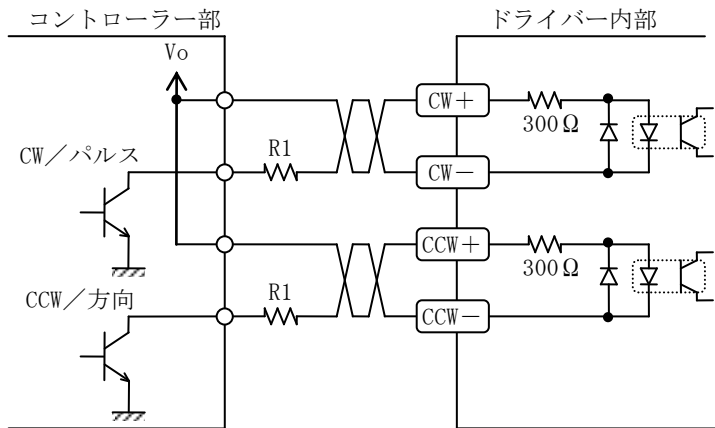 コントローラー部
ドライバー内部
Vo
CW+
300Ω
CW／パルス
R1
CW－
CCW+
300Ω
CCW／方向
R1
CCW－